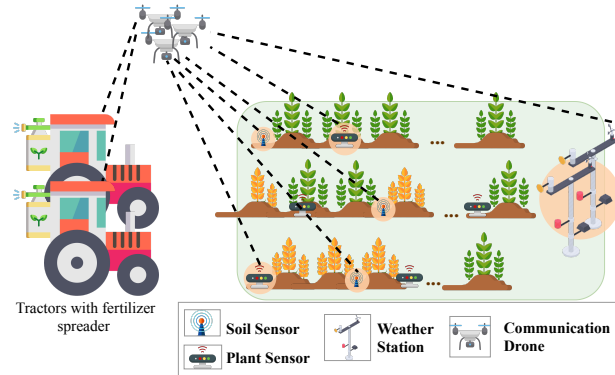 ...
...
...
Tractors with fertilizer
spreader
Soil Sensor
Plant Sensor
Weather
Station
Communication
Drone